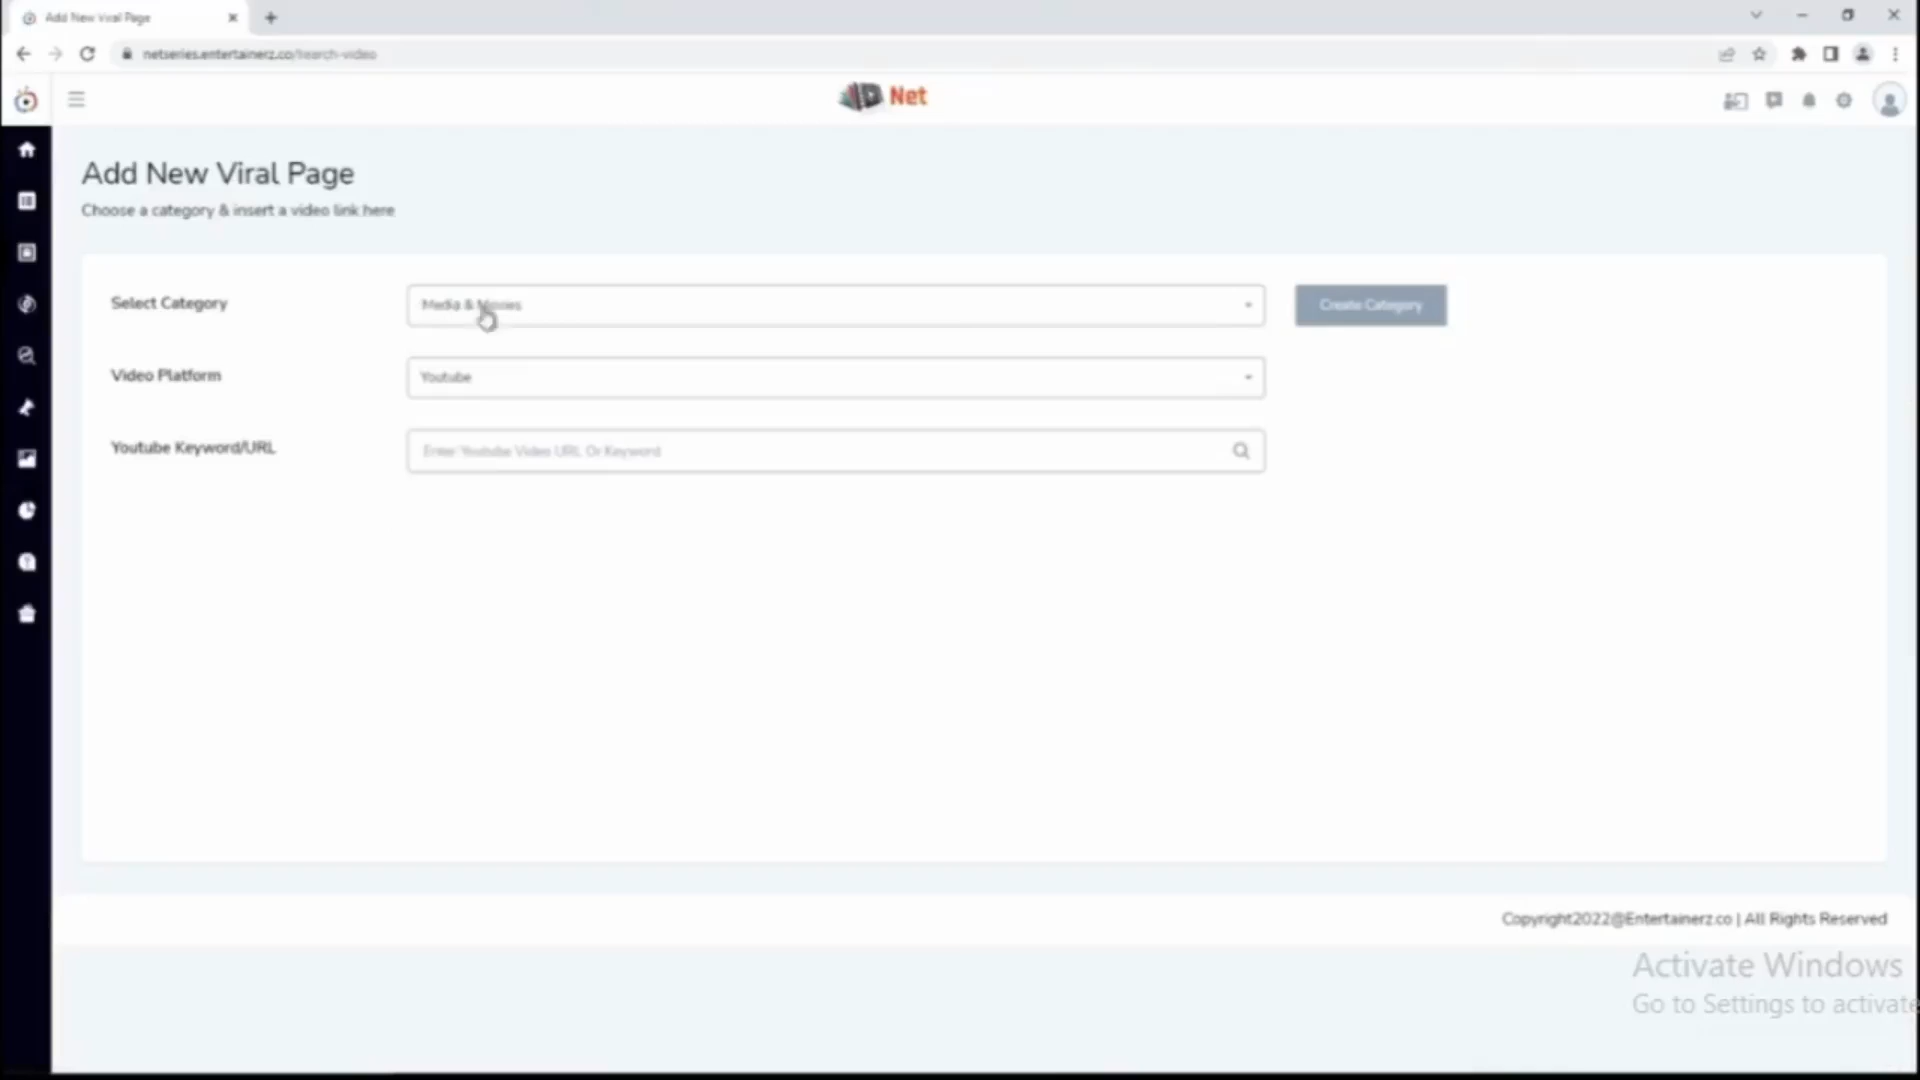 Add New Viral Page
netseries.entertainerz.co/search-video
Net
Add New Viral Page
Choose a category & insert a video link here
Select Category
Media & Movies
Create Category
Video Platform
Youtube
Youtube Keyword/URL
Enter Youtube Video URL Or Keyword
Copyright2022@Entertainerz.co | All Rights Reserved
Activate Windows
Go to Settings to activate